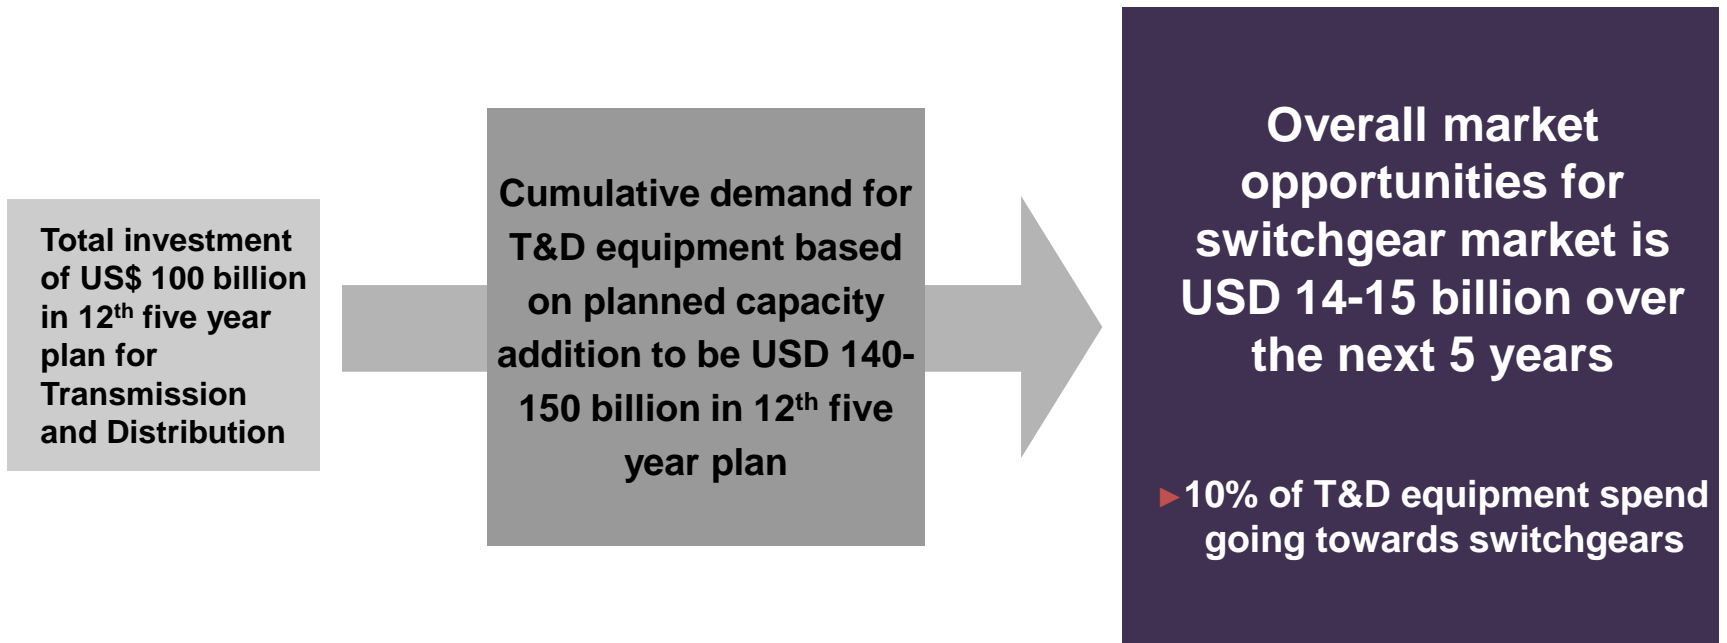 Total investment
of US$ 100 billion
in 12th five year
plan for
Transmission
and Distribution
Cumulative demand for
T&D equipment based
on planned capacity
addition to be USD 140-
150 billion in 12th five
year plan
Overall market
opportunities for
switchgear market is
USD 14-15 billion over
the next 5 years
►10% of T&D equipment spend
going towards switchgears